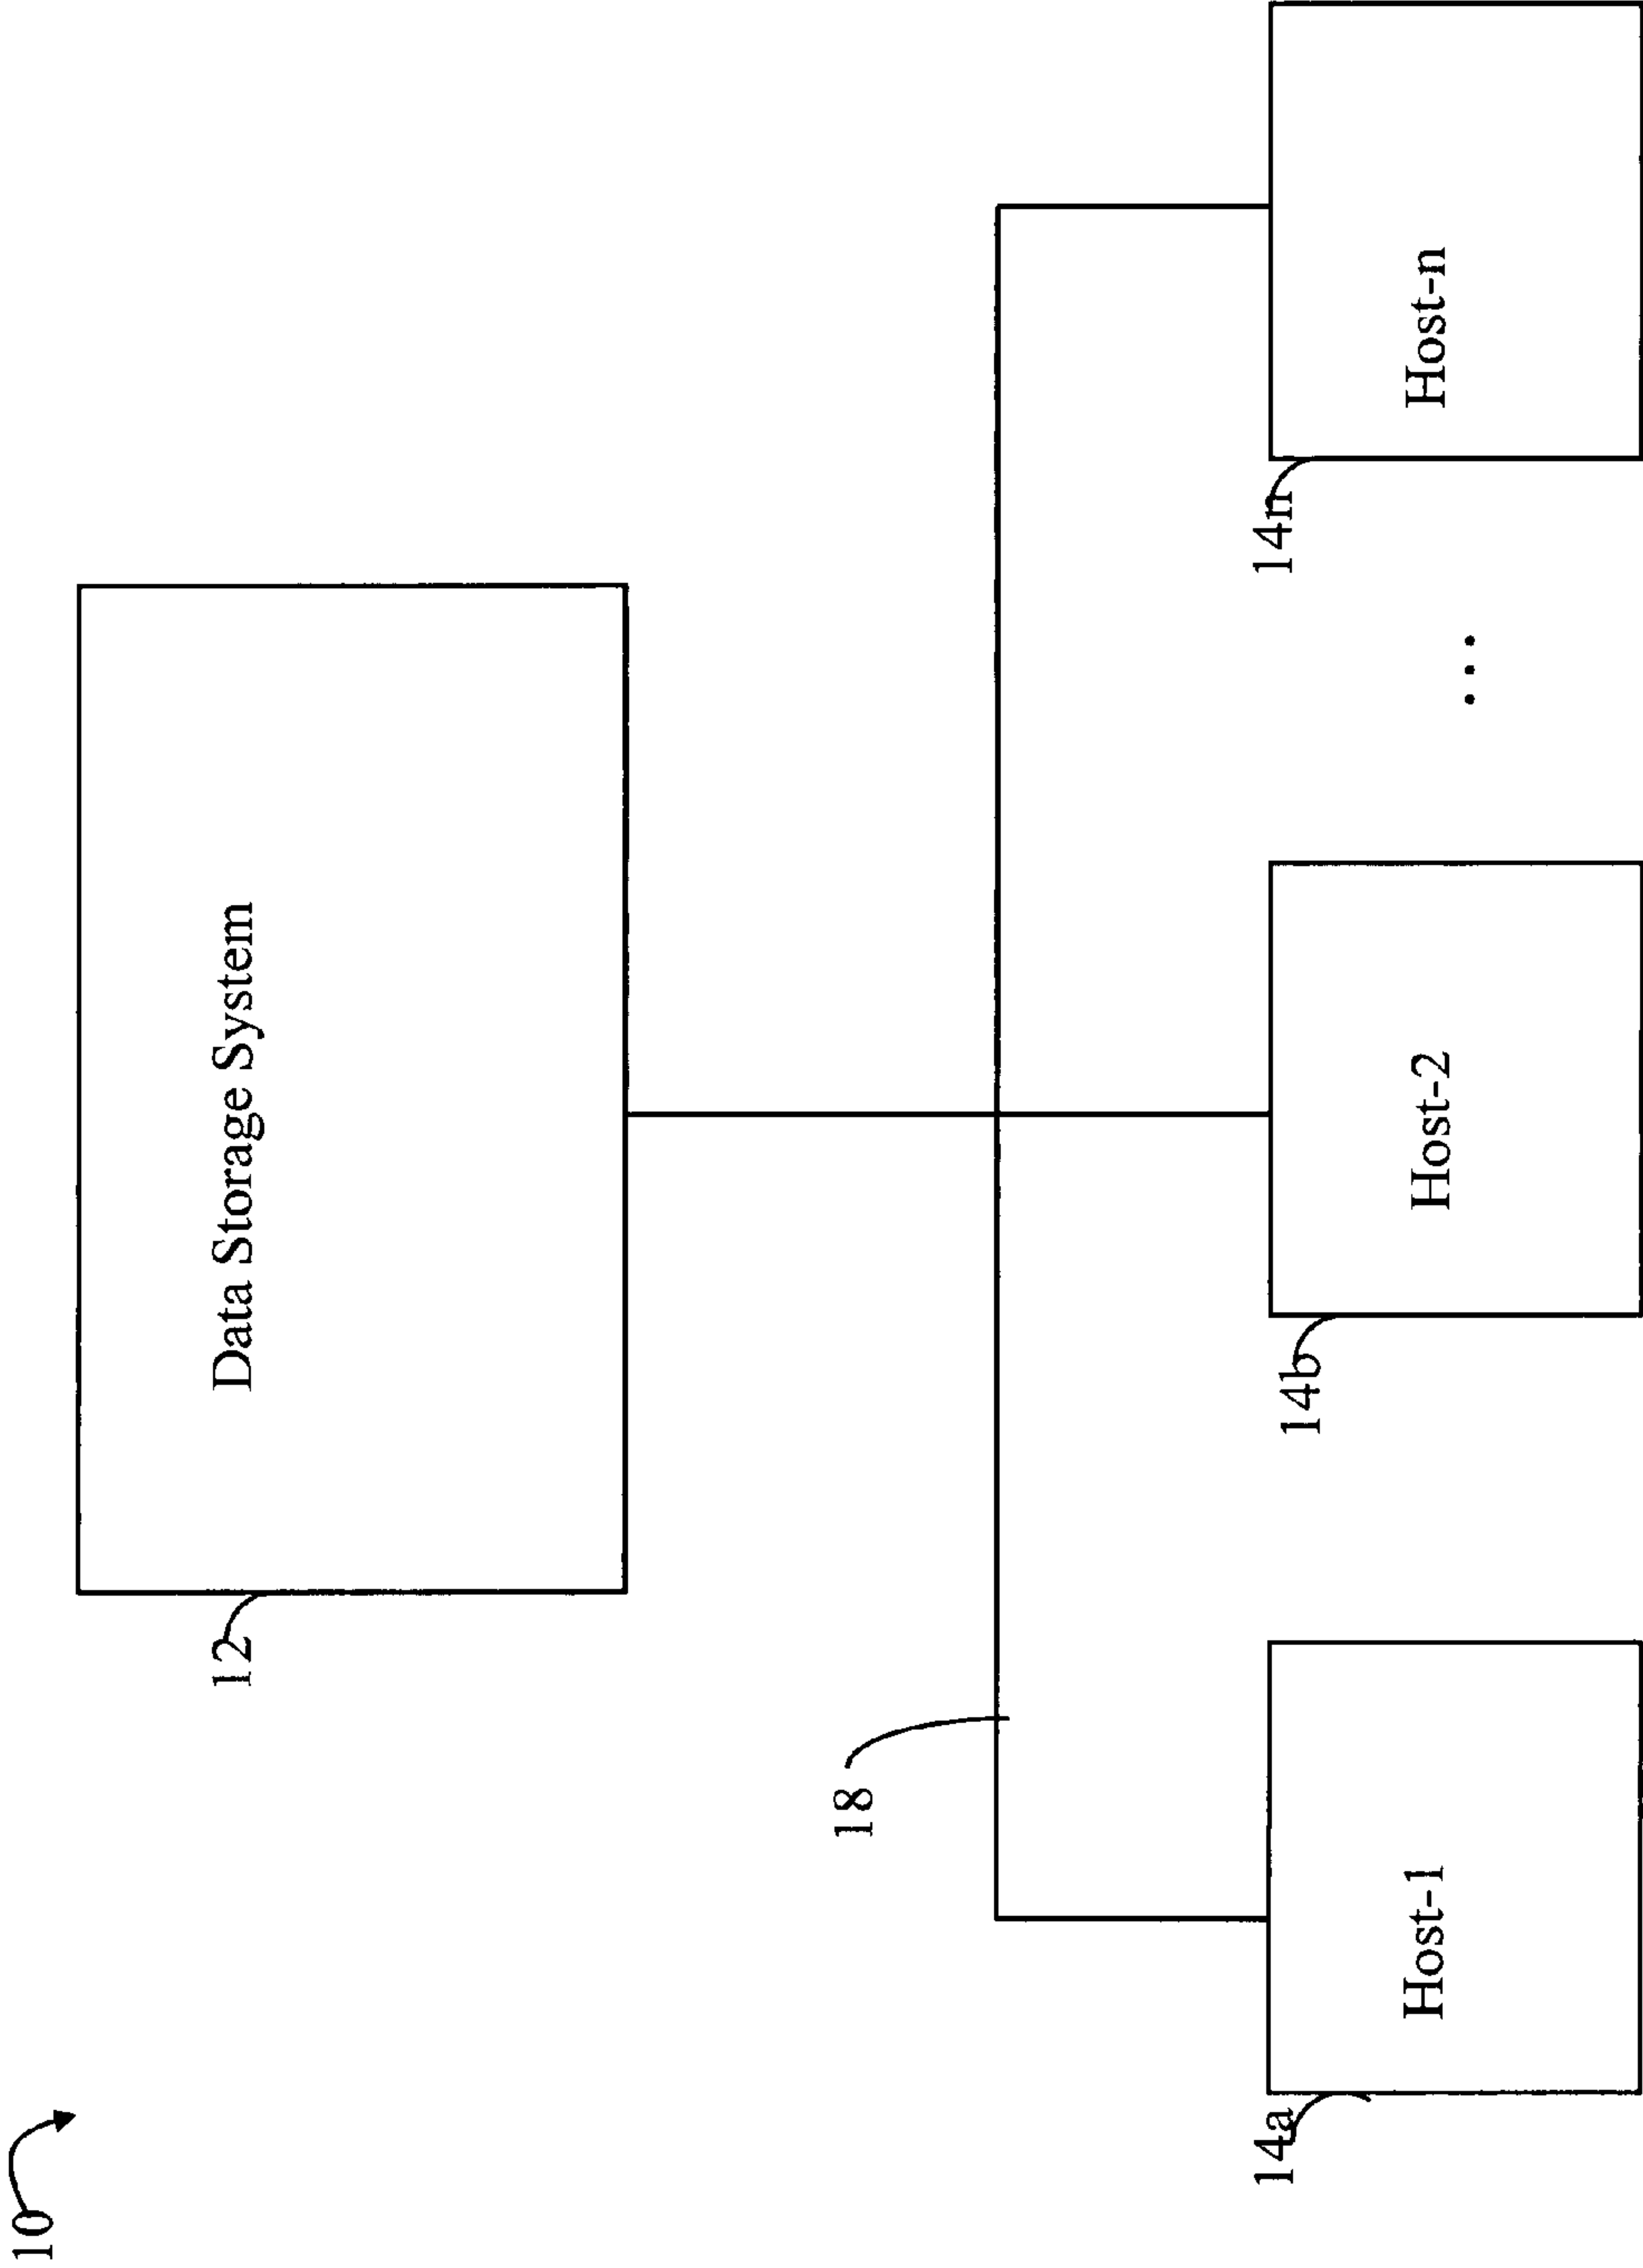 10
12
Data Storage System
18
14a
Host-1
14b
Host-2
...
14n
Host-n